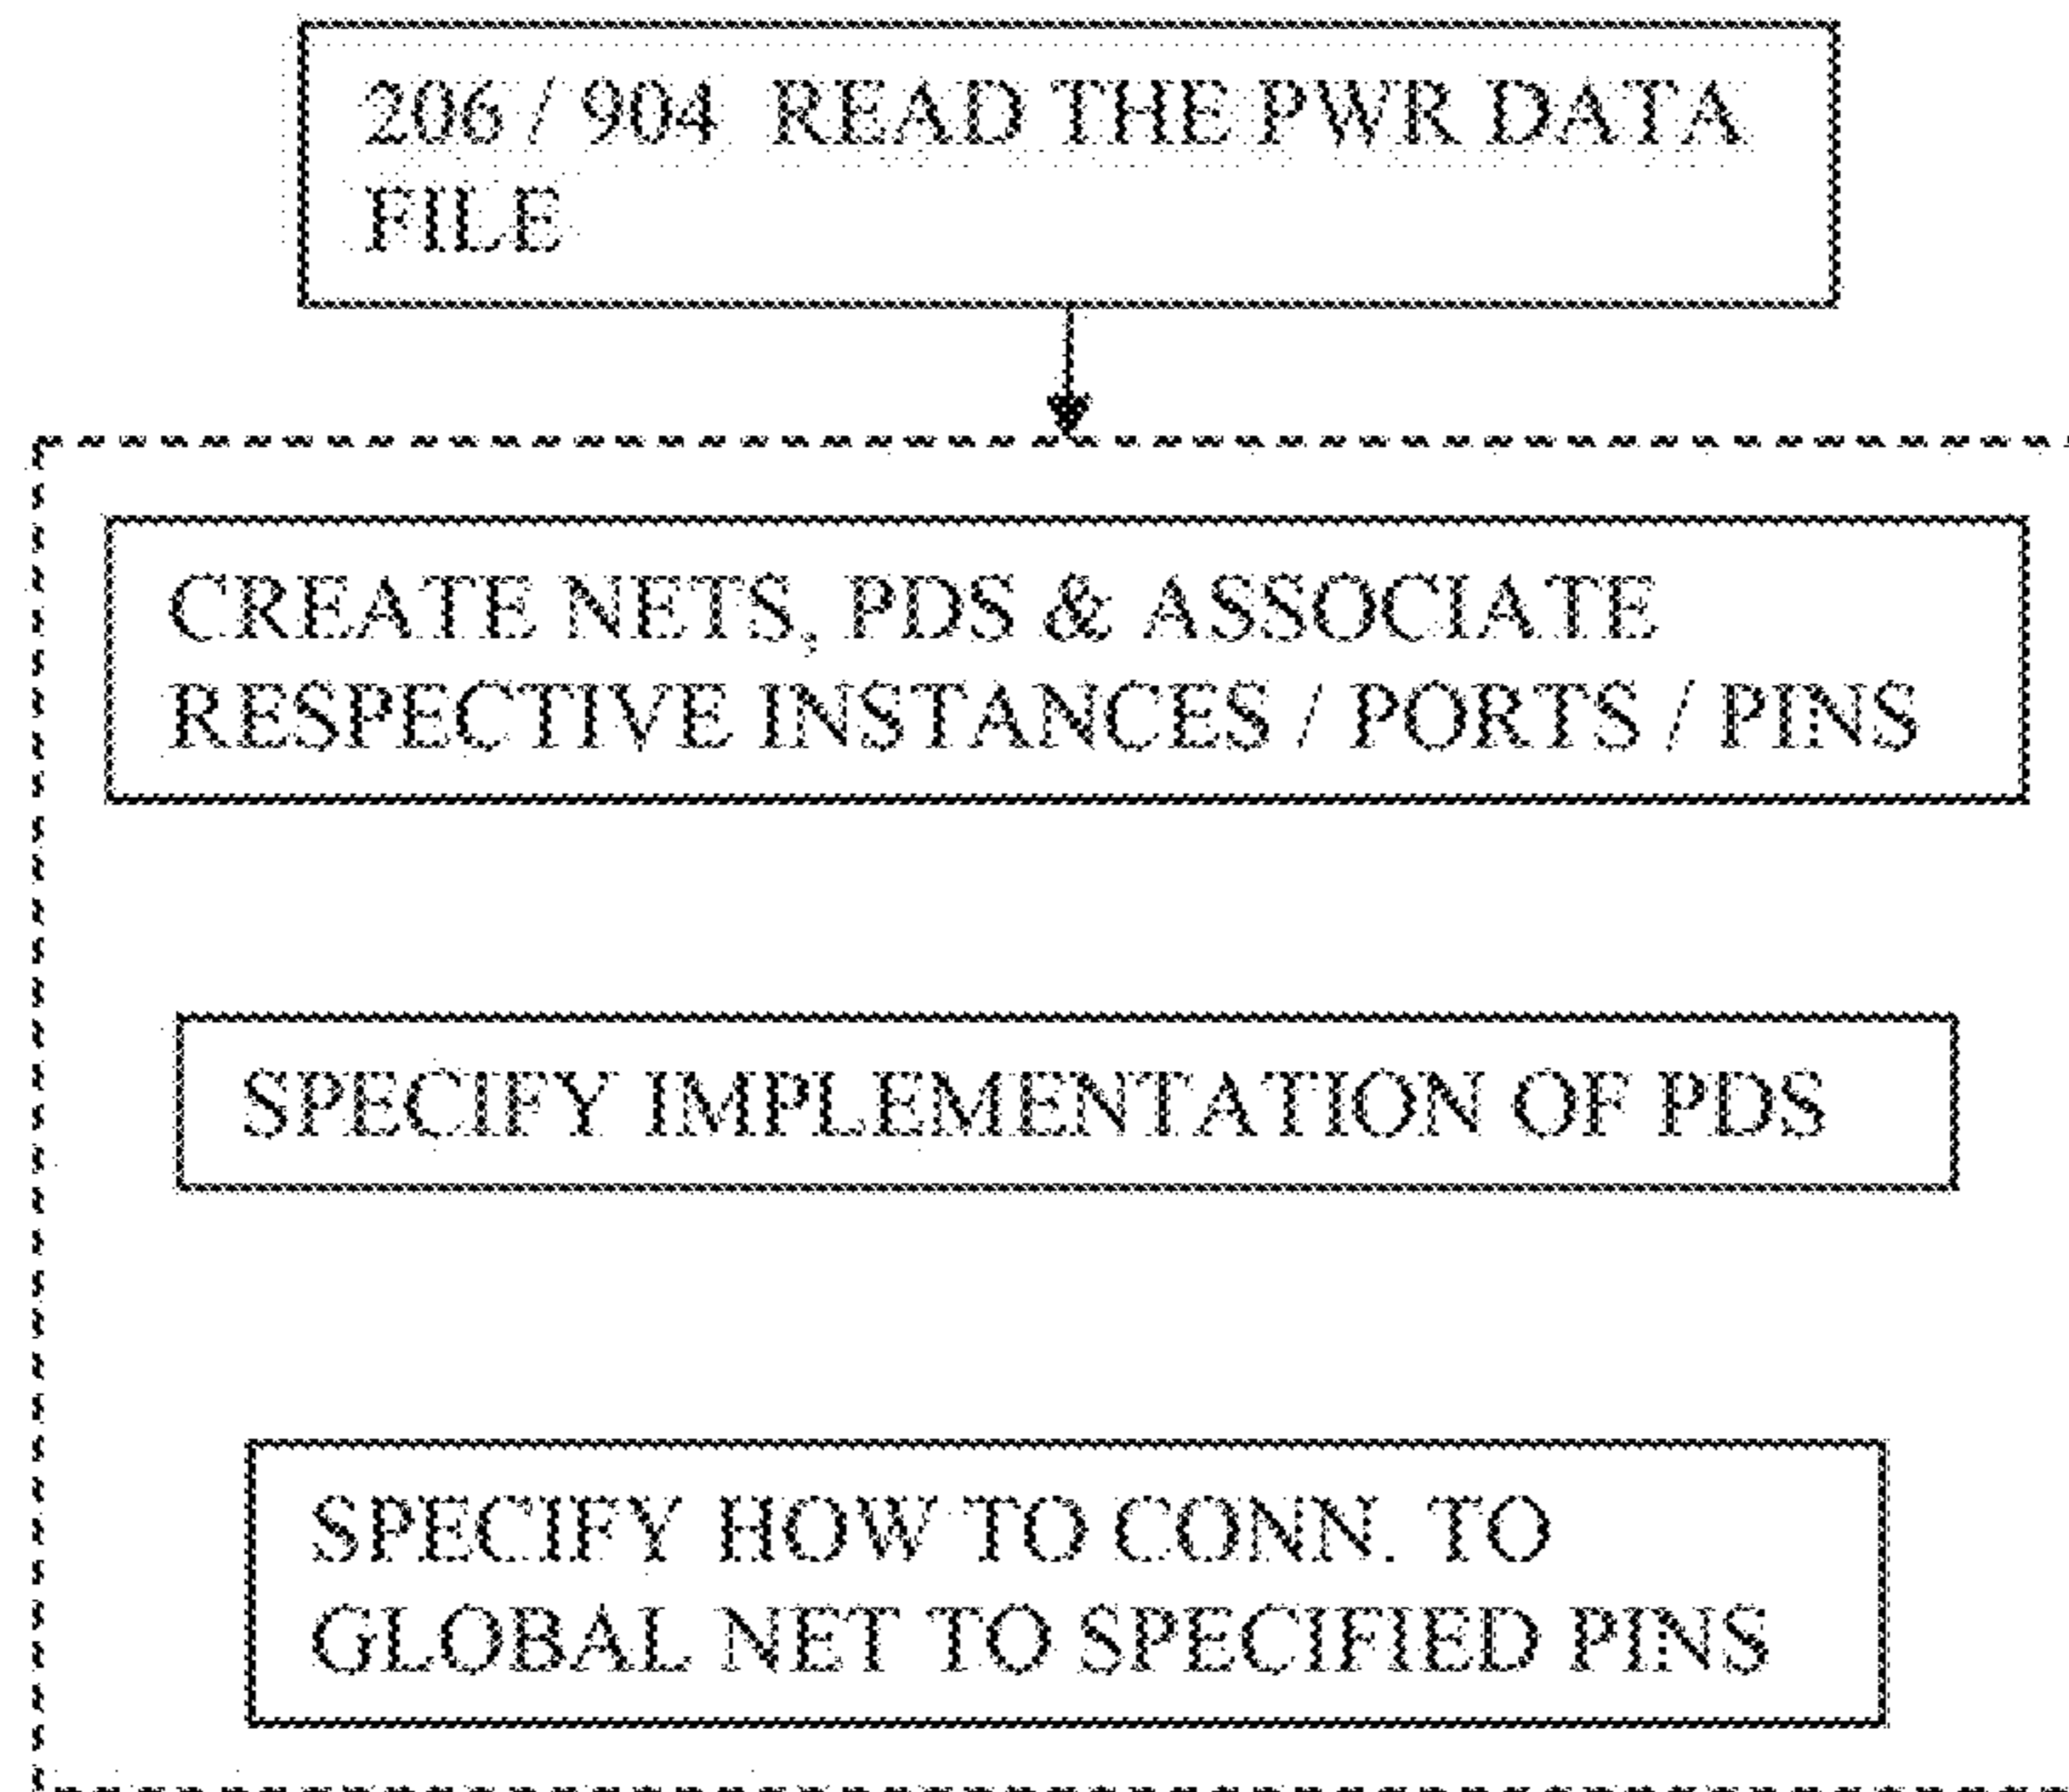 206 / 904 READ THE PWR DATA
FILE
CREATE NETS, PDS & ASSOCIATE
RESPECTIVE INSTANCES / PORTS / PINS
SPECIFY IMPLEMENTATION OF PDS
SPECIFY HOW TO CONN. TO
GLOBAL NET TO SPECIFIED PINS